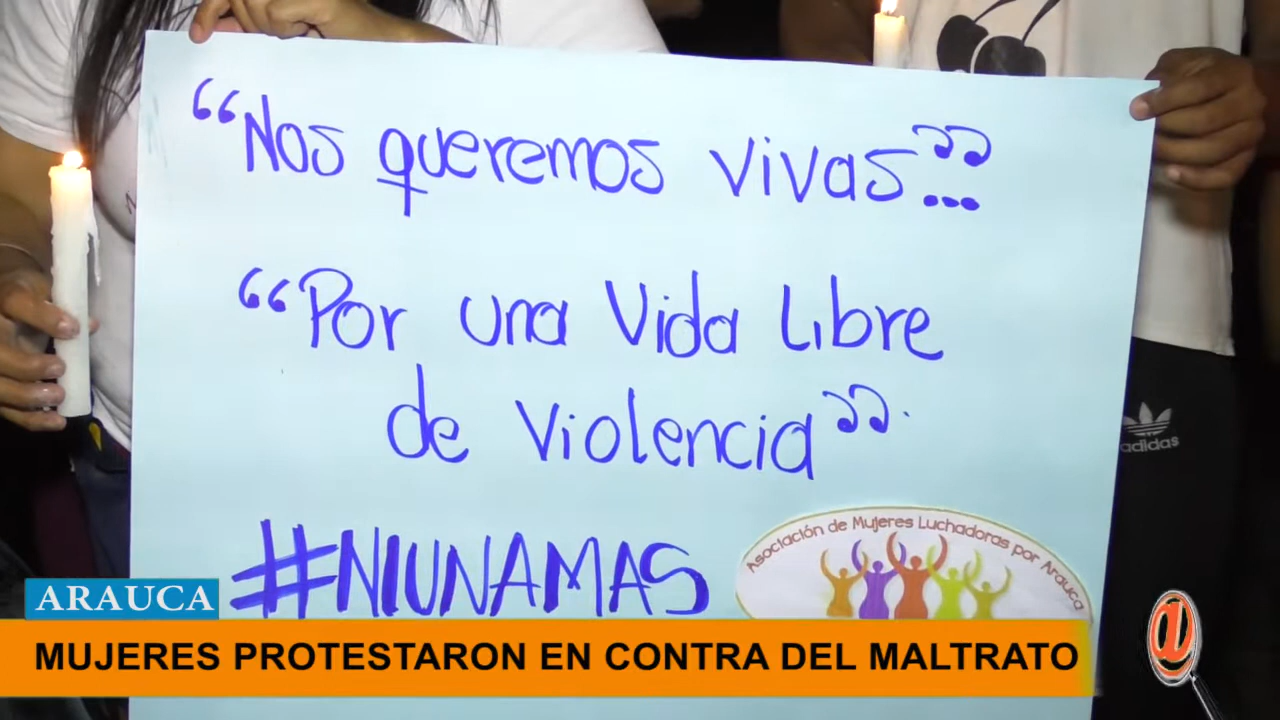 “Nos queremos vivas...”
“Por una Vida Libre
de Violencia”.
#NIUNAMAS
Asociación de Mujeres Luchadoras por Arauca
adidas
ARAUCA
MUJERES PROTESTARON EN CONTRA DEL MALTRATO
@